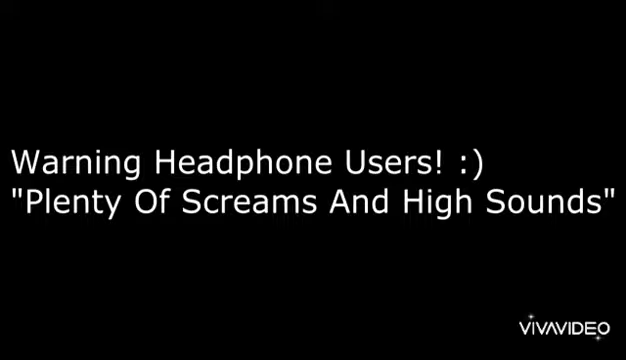 Warning Headphone Users! :)
"Plenty Of Screams And High Sounds"
VIVAVIDEO